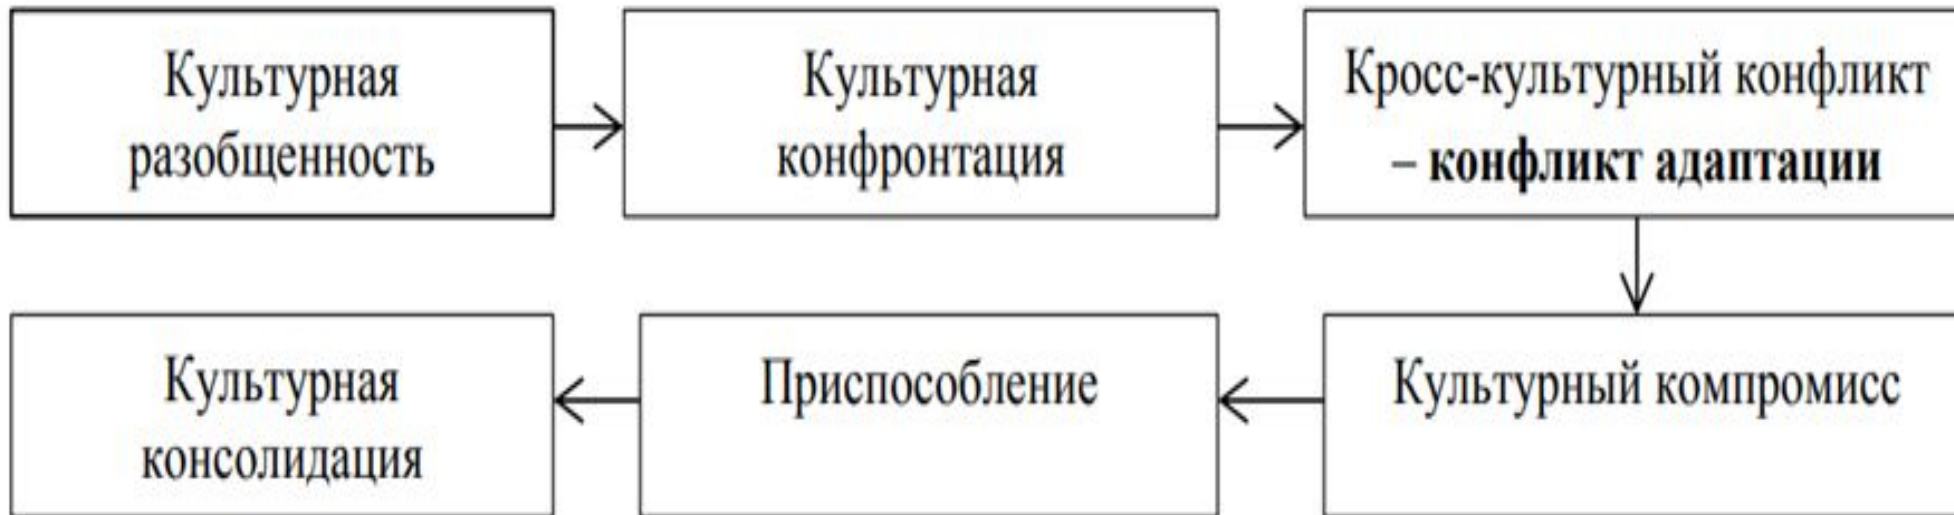 Культурная
разобщенность
Культурная
конфронтация
Кросс-культурный конфликт
– конфликт адаптации
Культурный компромисс
Приспособление
Культурная
консолидация